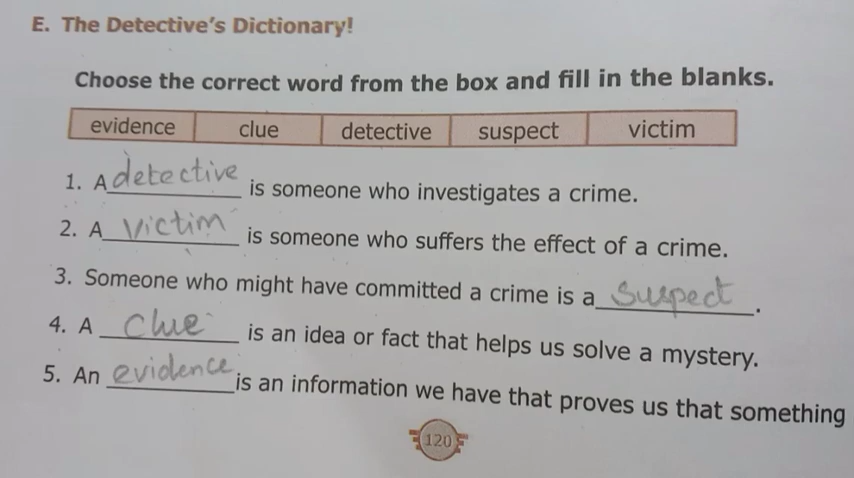 E. The Detective's Dictionary!
Choose the correct word from the box and fill in the blanks.
evidence clue detective suspect victim
1. A detective is someone who investigates a crime.
2. A victim is someone who suffers the effect of a crime.
3. Someone who might have committed a crime is a suspect.
4. A clue is an idea or fact that helps us solve a mystery.
5. An evidence is an information we have that proves us that something
120